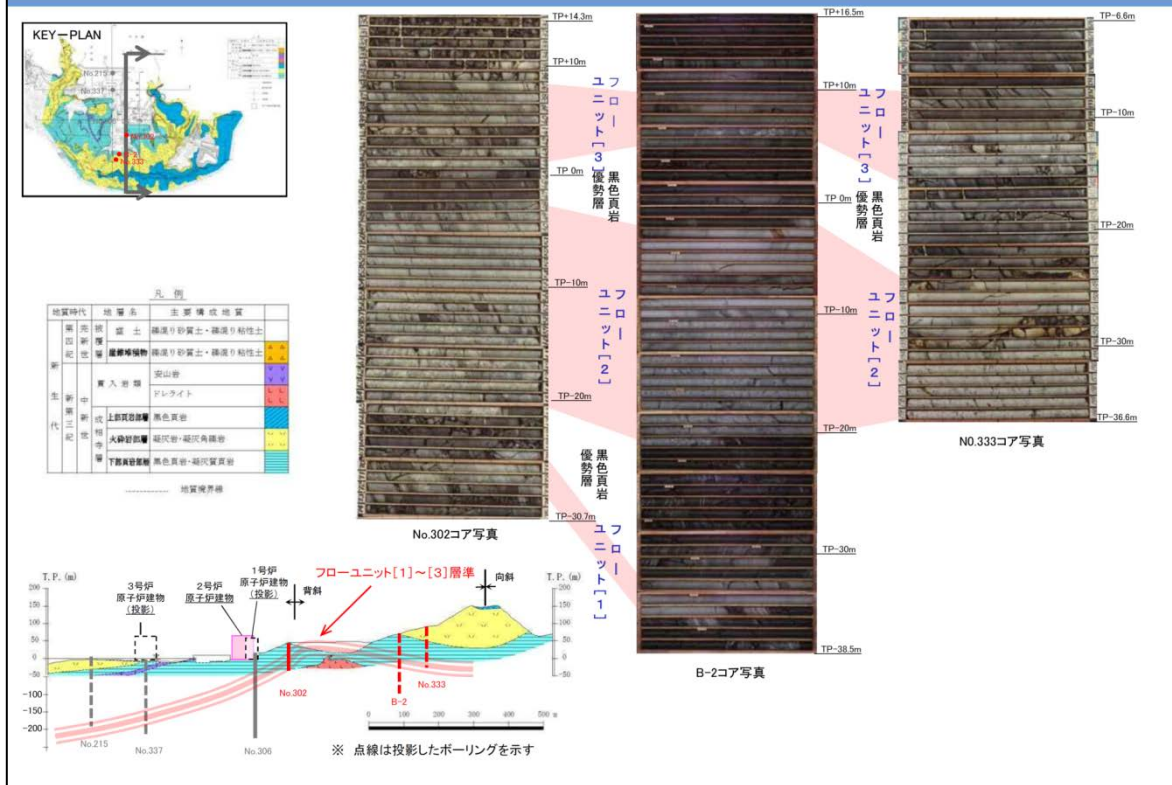 KEY-PLAN
No.215
No.337
No.306
No.333
凡 例
地質時代 地層名 主要構成地質
新生代
第四紀
完新世
被覆層
盛土 礫混り砂質土・礫混り粘性土
崖錐堆積物 礫混り砂質土・礫混り粘性土
新第三紀
中新世
貫入岩類
安山岩
ドレライト
成相寺層
上部頁岩部層 黒色頁岩
火砕岩部層 凝灰岩・凝灰角礫岩
下部頁岩部層 黒色頁岩・凝灰質頁岩
地質境界線
TP+14.3m
TP+10m
TP 0m
TP-10m
TP-20m
TP-30.7m
No.302コア写真
フローユニット[3]
黒色頁岩優勢層
フローユニット[2]
黒色頁岩優勢層
フローユニット[1]
TP+16.5m
TP+10m
TP 0m
TP-10m
TP-20m
TP-30m
TP-38.5m
B-2コア写真
フローユニット[3]
黒色頁岩優勢層
フローユニット[2]
TP-6.6m
TP-10m
TP-20m
TP-30m
TP-36.6m
NO.333コア写真
T.P. (m)
200
150
100
50
0
-50
-100
-150
-200
3号炉
原子炉建物
(投影)
2号炉
原子炉建物
1号炉
原子炉建物
(投影)
背斜
フローユニット[1]~[3]層準
向斜
T.P. (m)
200
150
100
50
0
-50
No.215
No.337
No.306
No.302
B-2
No.333
0 100 200 300 400 500 m
※ 点線は投影したボーリングを示す